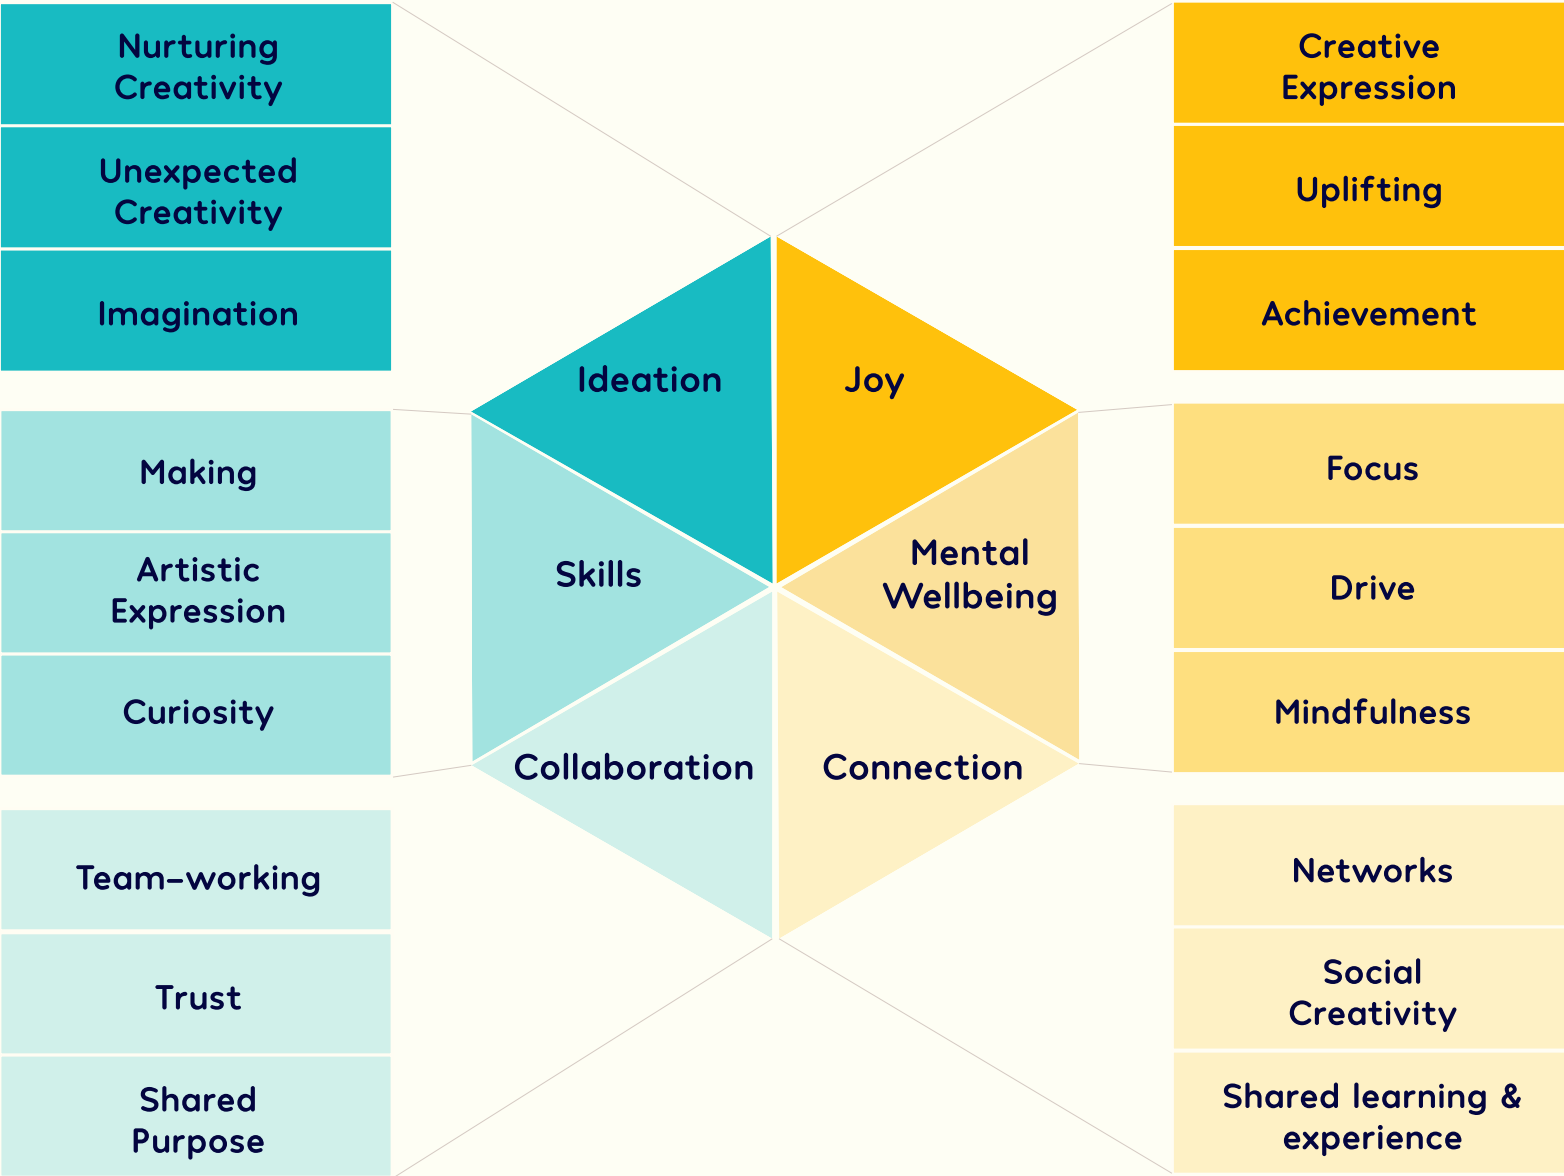 Nurturing
Creativity
Unexpected
Creativity
Imagination
Making
Artistic
Expression
Curiosity
Team-working
Trust
Shared
Purpose
Ideation
Joy
Skills
Mental
Wellbeing
Collaboration
Connection
Creative
Expression
Uplifting
Achievement
Focus
Drive
Mindfulness
Networks
Social
Creativity
Shared learning &
experience